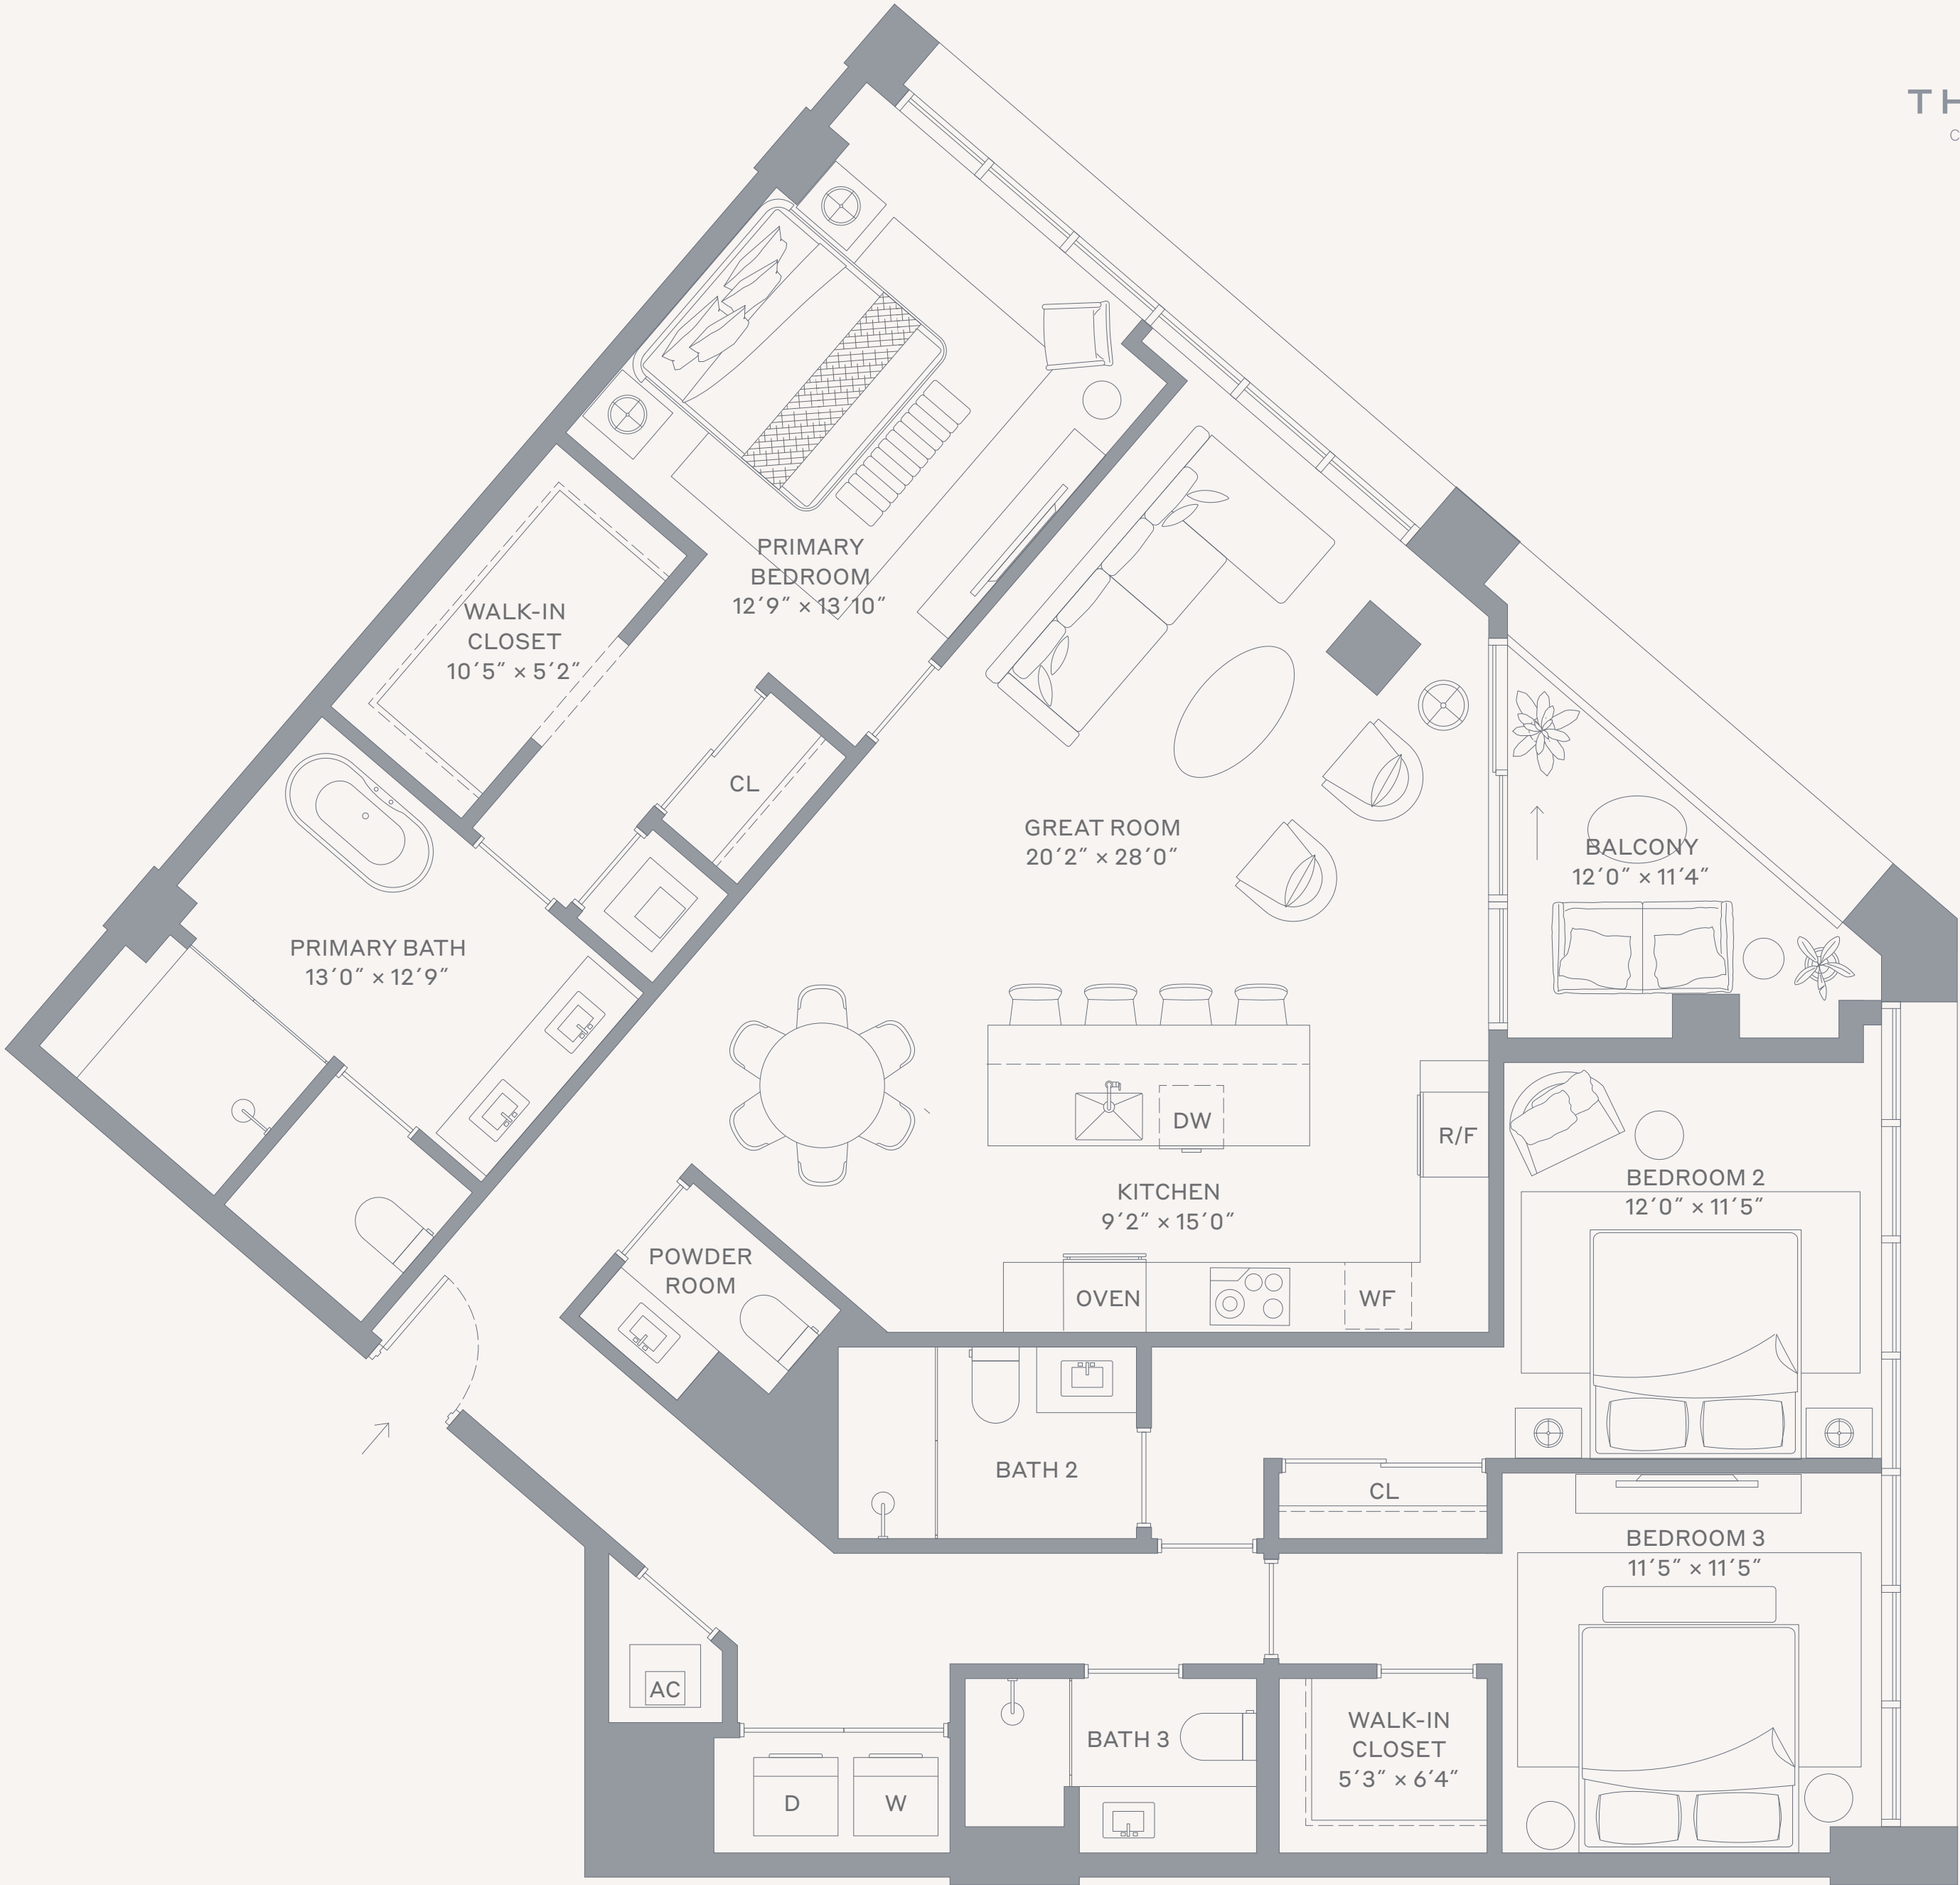 TH
C
PRIMARY
BEDROOM
12′9″ × 13′10″
WALK-IN
CLOSET
10′5″ × 5′2″
CL
GREAT ROOM
20′2″ × 28′0″
BALCONY
12′0″ × 11′4″
PRIMARY BATH
13′0″ × 12′9″
DW
R/F
KITCHEN
9′2″ × 15′0″
BEDROOM 2
12′0″ × 11′5″
POWDER
ROOM
OVEN
WF
BATH 2
CL
BEDROOM 3
11′5″ × 11′5″
AC
BATH 3
WALK-IN
CLOSET
5′3″ × 6′4″
D
W